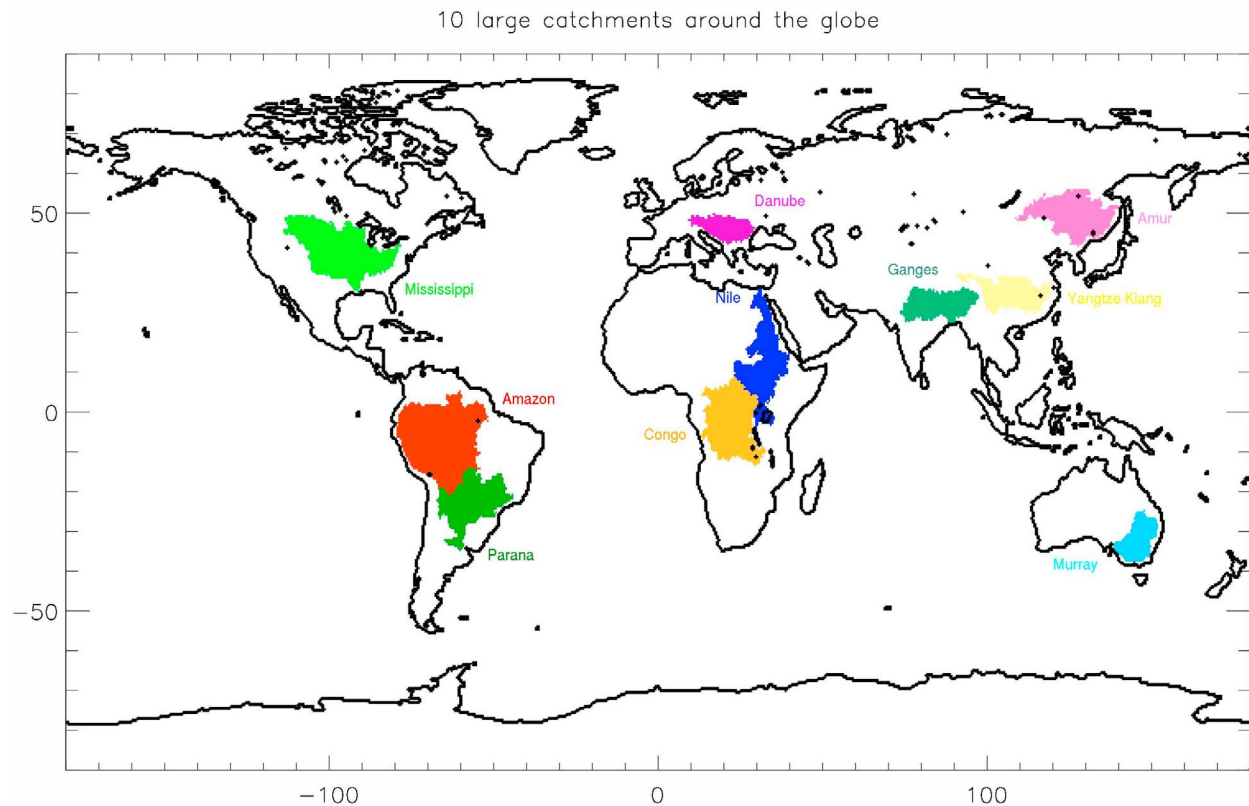 10 large catchments around the globe
50
0
−50
−100
0
100
Danube
Amur
Ganges
Mississippi
Nile
Yangtze Kiang
Amazon
Congo
Parana
Murray